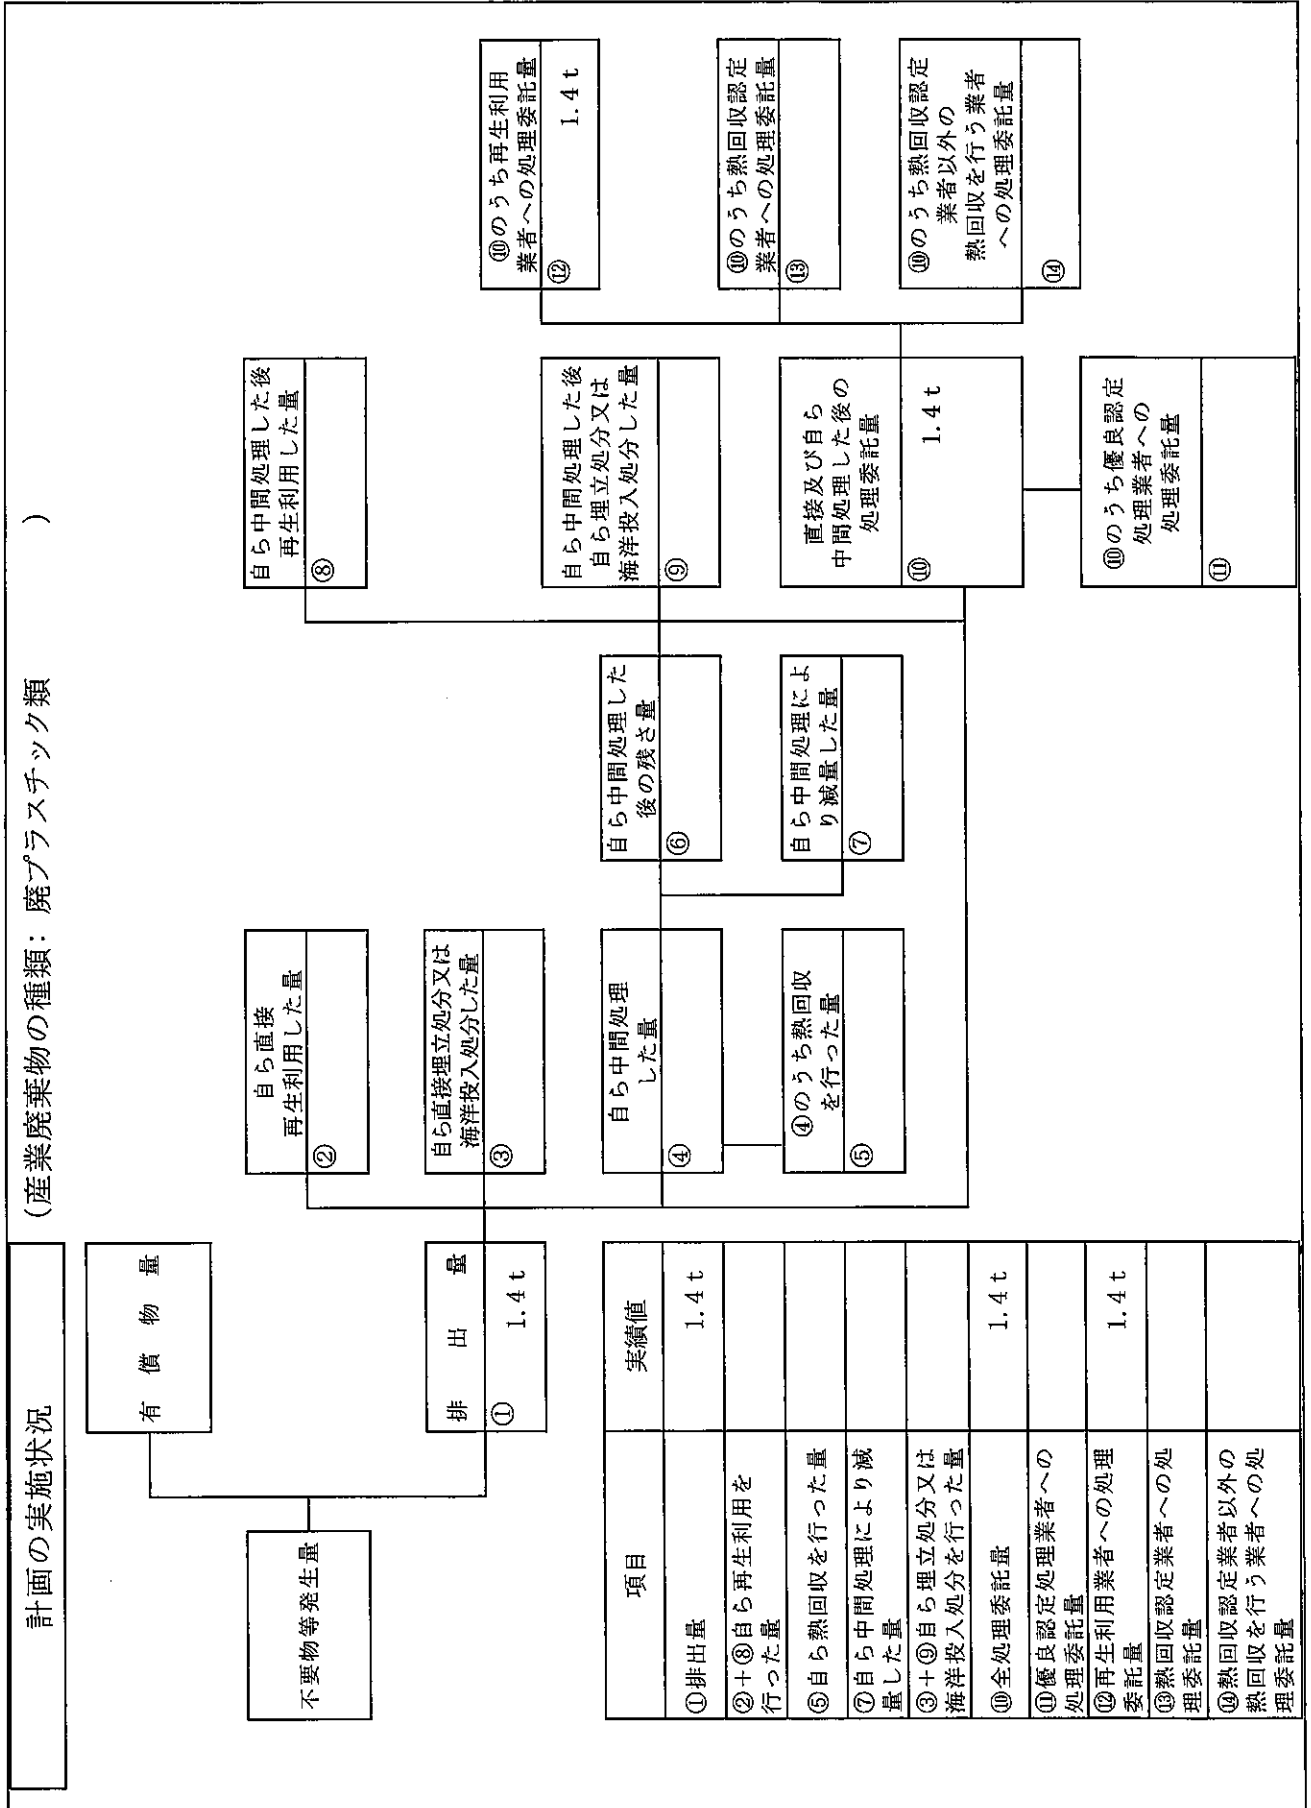 計画の実施状況
(産業廃棄物の種類: 廃プラスチック類 )
不要物等発生量
有 償 物 量
排 出 量
① 1.4 t
自ら直接
再生利用した量
②
自ら直接埋立処分又は
海洋投入処分した量
③
自ら中間処理
した量
④
④のうち熱回収
を行った量
⑤
自ら中間処理した
後の残さ量
⑥
自ら中間処理によ
り減量した量
⑦
自ら中間処理した後
再生利用した量
⑧
自ら中間処理した後
自ら埋立処分又は
海洋投入処分した量
⑨
直接及び自ら
中間処理した後の
処理委託量
⑩ 1.4 t
⑩のうち優良認定
処理業者への
処理委託量
⑪
⑩のうち再生利用
業者への処理委託量
⑫ 1.4 t
⑩のうち熱回収認定
業者への処理委託量
⑬
⑩のうち熱回収認定
業者以外の
熱回収を行う業者
への処理委託量
⑭
項目 実績値
①排出量 1.4 t
②+⑧自ら再生利用を
行った量
⑤自ら熱回収を行った量
⑦自ら中間処理により減
量した量
③+⑨自ら埋立処分又は
海洋投入処分を行った量
⑩全処理委託量 1.4 t
⑪優良認定処理業者への
処理委託量
⑫再生利用業者への処理
委託量 1.4 t
⑬熱回収認定業者への処
理委託量
⑭熱回収認定業者以外の
熱回収を行う業者への処
理委託量